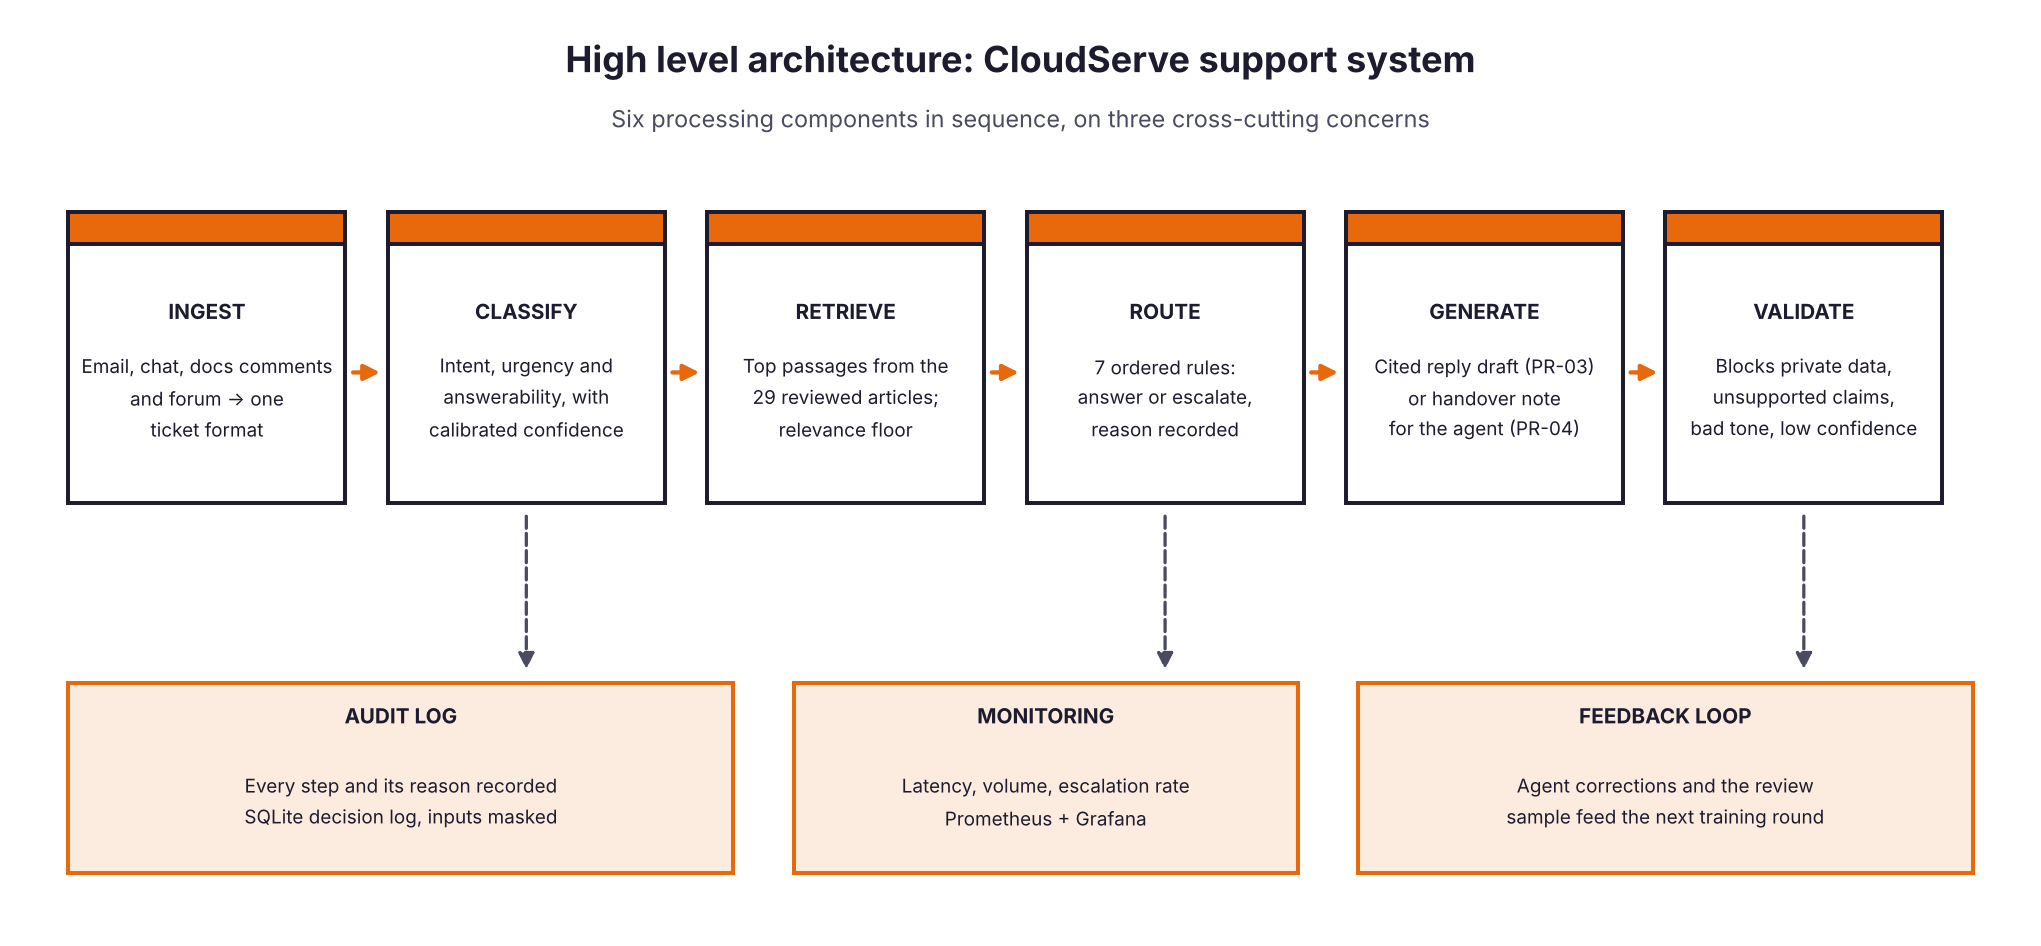 High level architecture: CloudServe support system
Six processing components in sequence, on three cross-cutting concerns
INGEST
Email, chat, docs comments
and forum → one
ticket format
CLASSIFY
Intent, urgency and
answerability, with
calibrated confidence
RETRIEVE
Top passages from the
29 reviewed articles;
relevance floor
ROUTE
7 ordered rules:
answer or escalate,
reason recorded
GENERATE
Cited reply draft (PR-03)
or handover note
for the agent (PR-04)
VALIDATE
Blocks private data,
unsupported claims,
bad tone, low confidence
AUDIT LOG
Every step and its reason recorded
SQLite decision log, inputs masked
MONITORING
Latency, volume, escalation rate
Prometheus + Grafana
FEEDBACK LOOP
Agent corrections and the review
sample feed the next training round